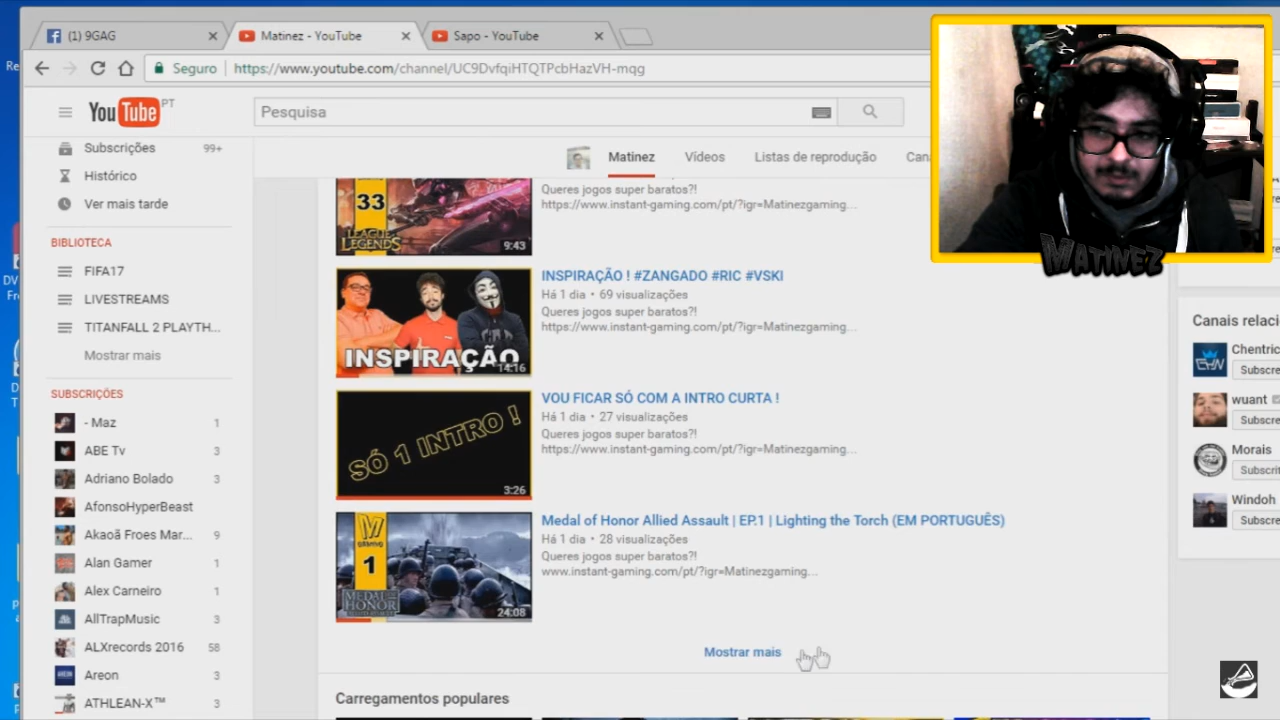 (1) 9GAG
Matinez - YouTube
Sapo - YouTube
Seguro
https://www.youtube.com/channel/UC9DvfqiHTQTPcbHazVH-mqg
YouTube PT
Pesquisa
Subscrições 99+
Histórico
Ver mais tarde
BIBLIOTECA
FIFA17
LIVESTREAMS
TITANFALL 2 PLAYTH...
Mostrar mais
SUBSCRIÇÕES
- Maz 1
ABE Tv 3
Adriano Bolado 3
AfonsoHyperBeast
Akaoã Froes Mar... 9
Alan Gamer 1
Alex Carneiro 1
AllTrapMusic 3
ALXrecords 2016 58
Areon 3
ATHLEAN-X™ 3
Matinez
Vídeos
Listas de reprodução
Can
33
LEAGUE OF LEGENDS
9:43
Queres jogos super baratos?!
https://www.instant-gaming.com/pt/?igr=Matinezgaming...
INSPIRAÇÃO
14:16
INSPIRAÇÃO ! #ZANGADO #RIC #VSKI
Há 1 dia • 69 visualizações
Queres jogos super baratos?!
https://www.instant-gaming.com/pt/?igr=Matinezgaming...
SÓ 1 INTRO !
3:26
VOU FICAR SÓ COM A INTRO CURTA !
Há 1 dia • 27 visualizações
Queres jogos super baratos?!
https://www.instant-gaming.com/pt/?igr=Matinezgaming...
M
GAMING
1
MEDAL OF HONOR
24:08
Medal of Honor Allied Assault | EP.1 | Lighting the Torch (EM PORTUGUÊS)
Há 1 dia • 28 visualizações
Queres jogos super baratos?!
www.instant-gaming.com/pt/?igr=Matinezgaming...
Mostrar mais
Carregamentos populares
MATINEZ
Canais relaci
Chentric
Subscre
wuant
Subscre
Morais
Subscrit
Windoh
Subscre